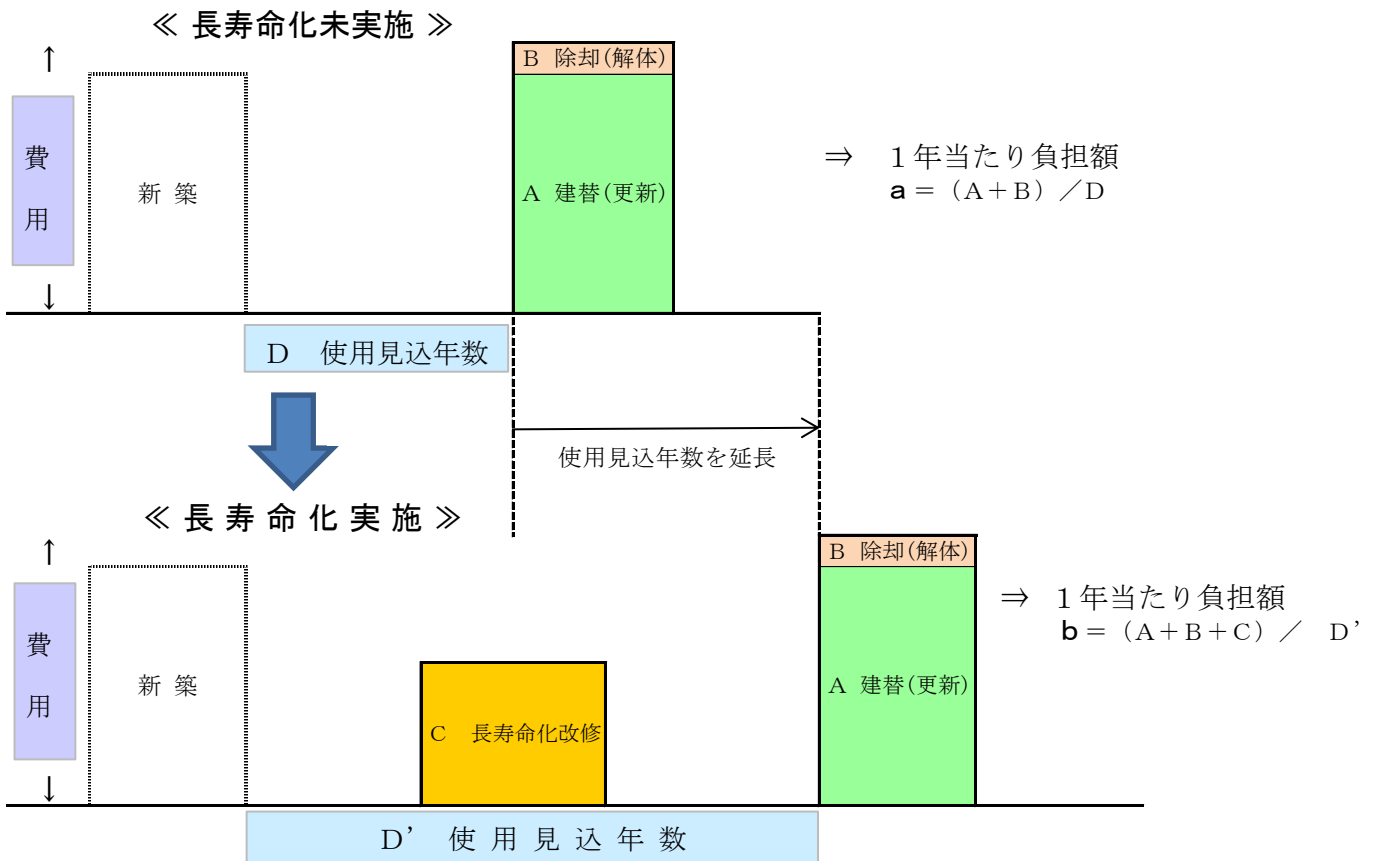 ≪ 長寿命化未実施 ≫
↑
費
用
↓
新 築
B 除却(解体)
A 建替(更新)
⇒ １年当たり負担額
a＝（A＋B）／D
D 使用見込年数
使用見込年数を延長
≪ 長 寿 命 化 実 施 ≫
↑
費
用
↓
新 築
C 長寿命化改修
B 除却(解体)
A 建替(更新)
⇒ １年当たり負担額
b＝（A＋B＋C）／ D’
D’ 使 用 見 込 年 数